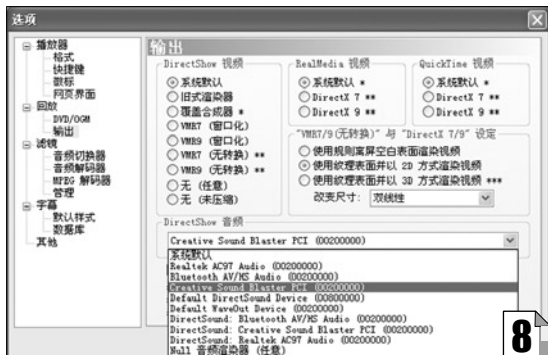 选项
播放器
格式
快捷键
徽标
网页界面
回放
DVD/OGM
输出
滤镜
音频切换器
音频解码器
MPEG 解码器
管理
字幕
默认样式
数据库
其他
输出
DirectShow 视频
系统默认
旧式渲染器
覆盖合成器 *
VMR7 (窗口化)
VMR9 (窗口化)
VMR7 (无转换) **
VMR9 (无转换) **
无 (任意)
无 (未压缩)
RealMedia 视频
系统默认 *
DirectX 7 **
DirectX 9 **
QuickTime 视频
系统默认 *
DirectX 7 **
DirectX 9 **
"VMR7/9(无转换)" 与 "DirectX 7/9" 设定
使用规则离屏空白表面渲染视频
使用纹理表面并以 2D 方式渲染视频
使用纹理表面并以 3D 方式渲染视频 ***
改变尺寸: 双线性
DirectShow 音频
Creative Sound Blaster PCI (00200000)
系统默认
Realtek AC97 Audio (00200000)
Bluetooth AV/HS Audio (00200000)
Creative Sound Blaster PCI (00200000)
Default DirectSound Device (00800000)
Default WaveOut Device (00200000)
DirectSound: Bluetooth AV/HS Audio (00200000)
DirectSound: Creative Sound Blaster PCI (00200000)
DirectSound: Realtek AC97 Audio (00200000)
Null 音频渲染器 (任意)
8